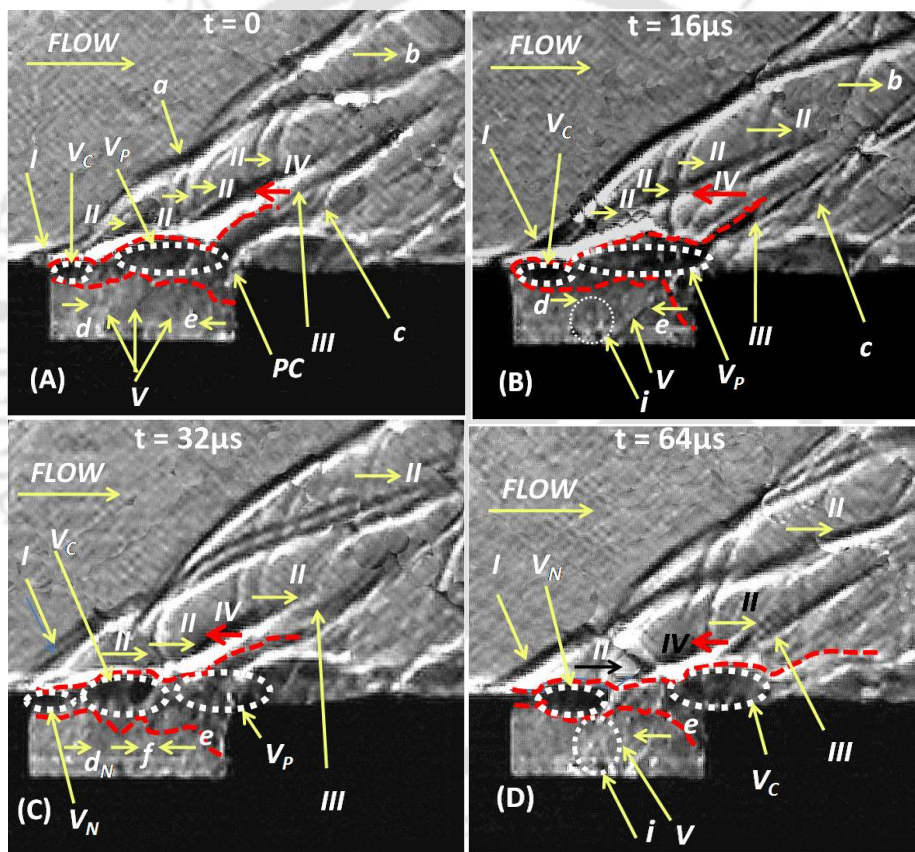 t = 0
FLOW
b
a
I
V_C
V_P
II
IV
II
II
II
d
e
V
PC
III
c
(A)
t = 16µs
FLOW
b
V_C
II
I
II
IV
II
II
d
e
III
c
V
V_P
i
(B)
t = 32µs
FLOW
II
V_C
I
II
IV
II
II
III
d_N
f
e
V_P
V_N
III
(C)
t = 64µs
FLOW
II
I
V_N
II
IV
II
e
III
V_C
i
V
(D)